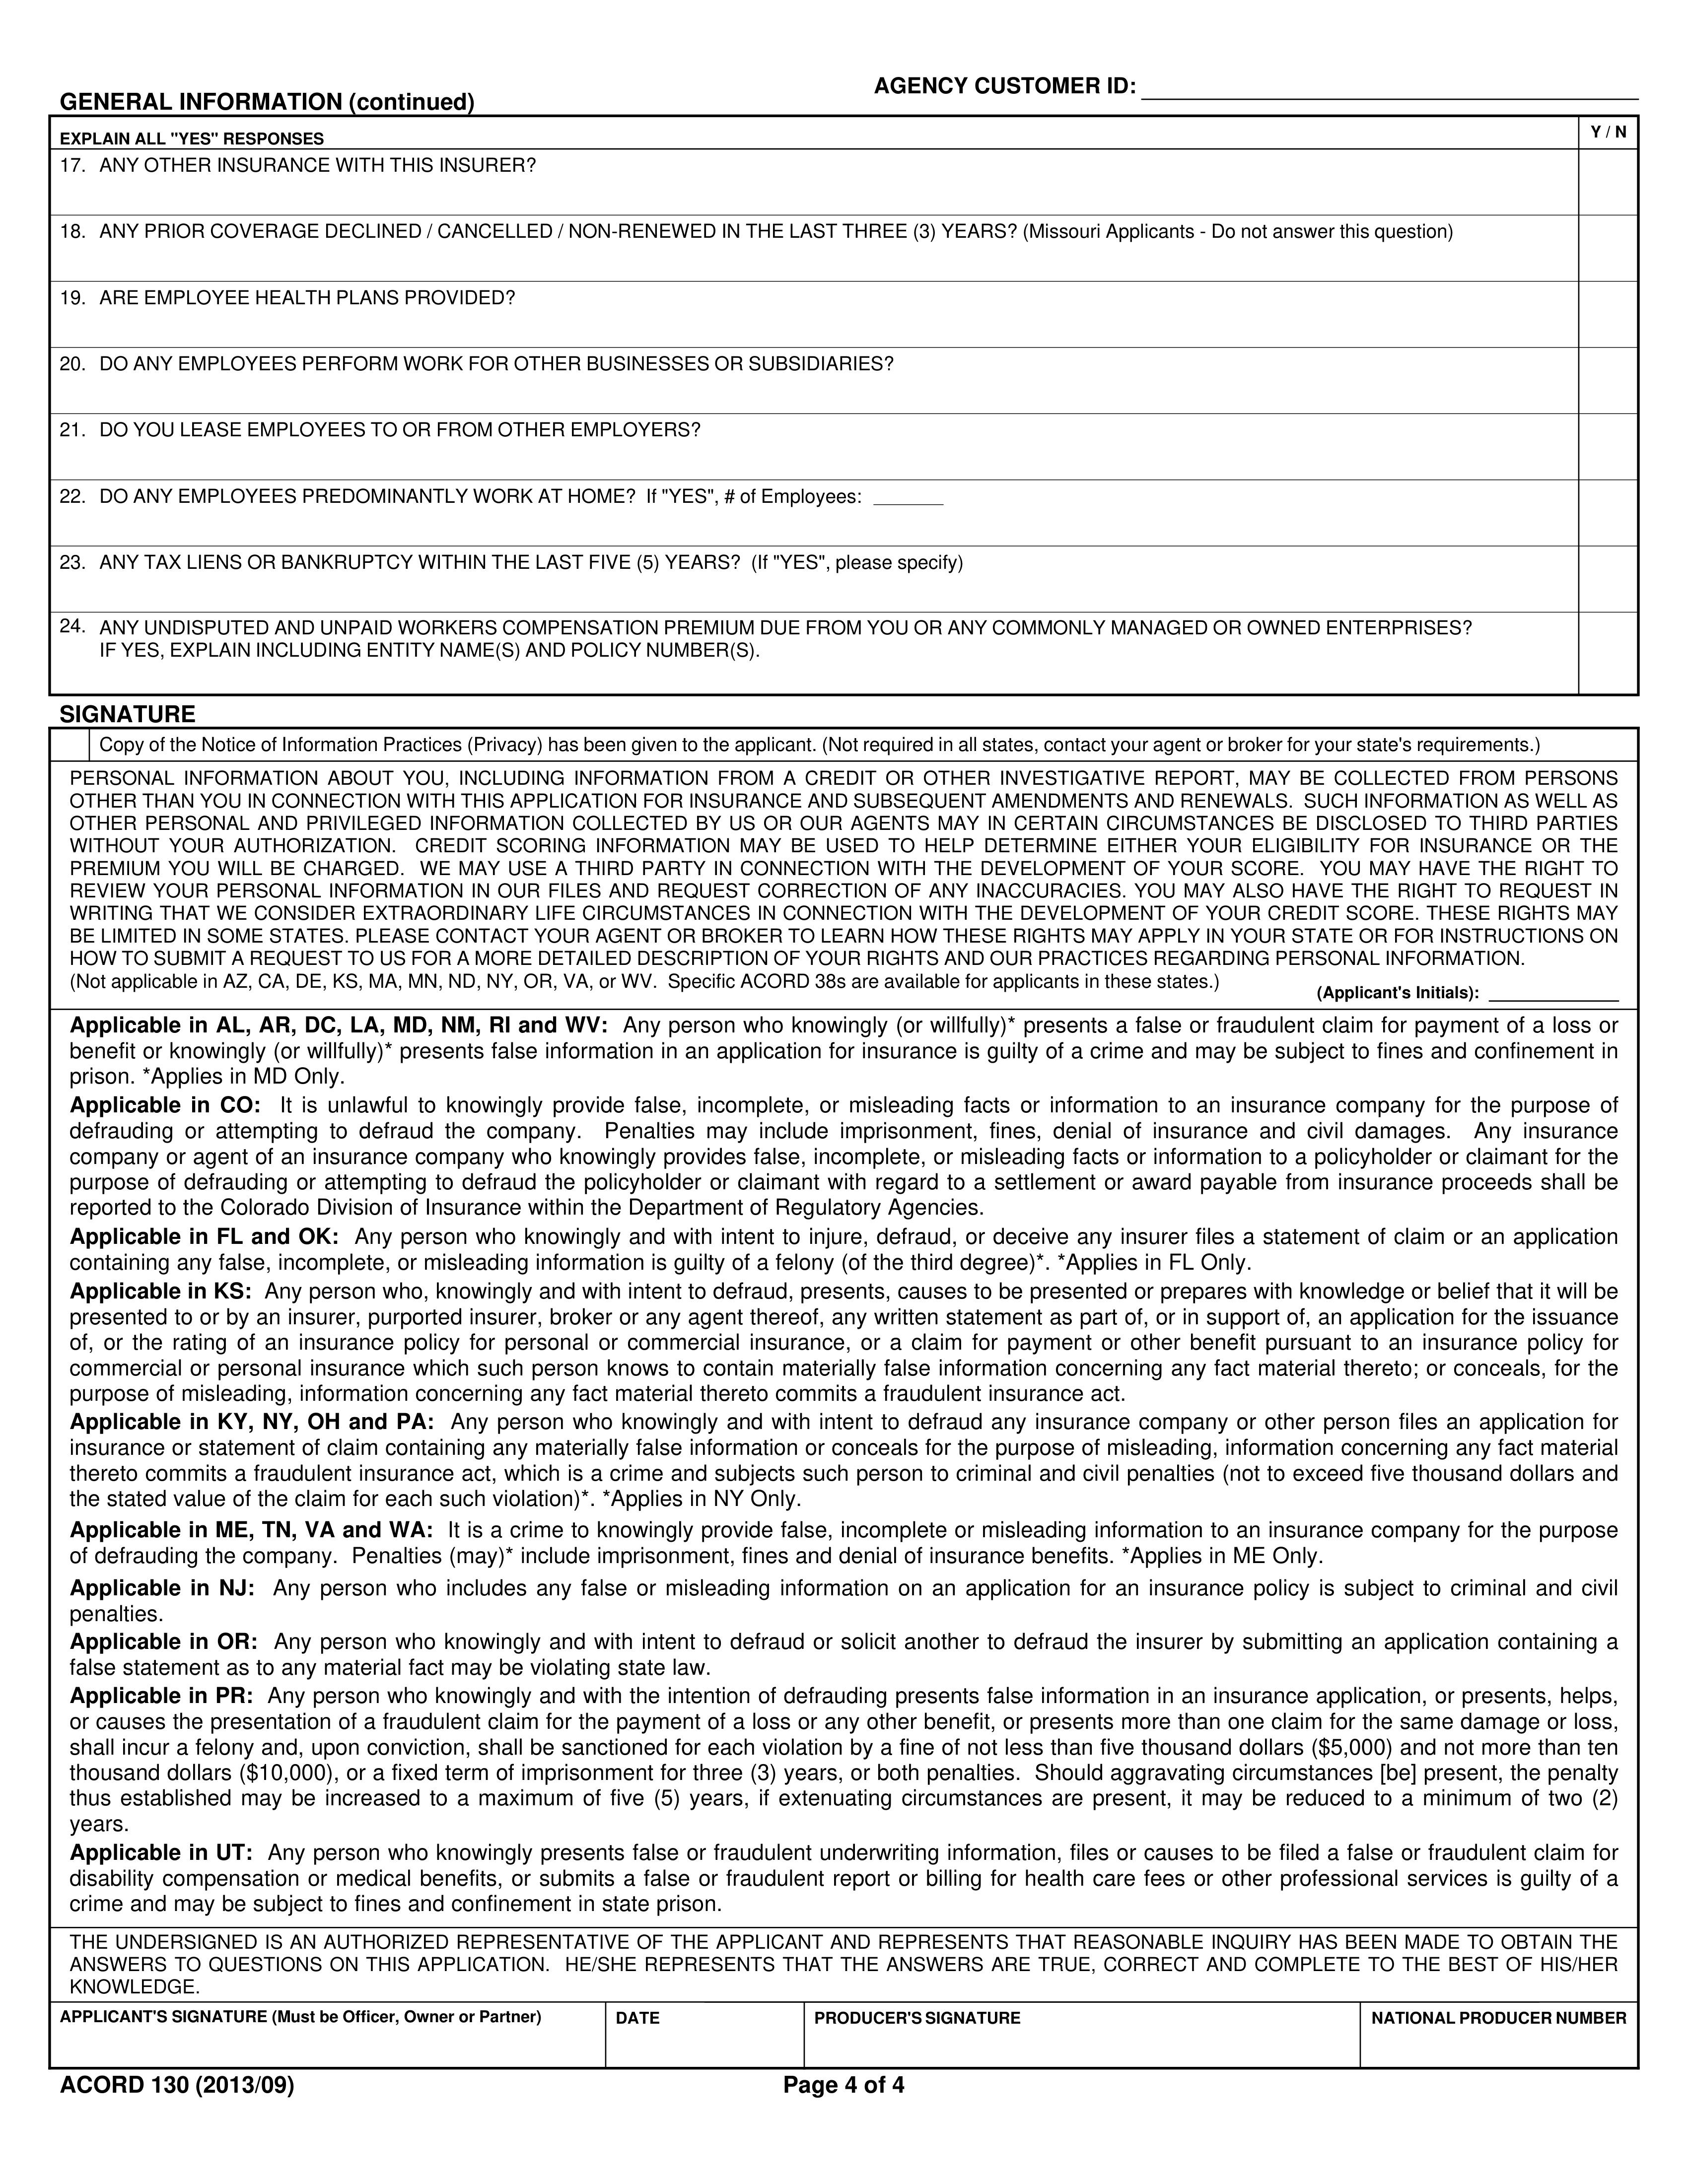 AGENCY CUSTOMER ID:
GENERAL INFORMATION (continued)
EXPLAIN ALL "YES" RESPONSES
Y / N
17. ANY OTHER INSURANCE WITH THIS INSURER?
18. ANY PRIOR COVERAGE DECLINED / CANCELLED / NON-RENEWED IN THE LAST THREE (3) YEARS? (Missouri Applicants - Do not answer this question)
19. ARE EMPLOYEE HEALTH PLANS PROVIDED?
20. DO ANY EMPLOYEES PERFORM WORK FOR OTHER BUSINESSES OR SUBSIDIARIES?
21. DO YOU LEASE EMPLOYEES TO OR FROM OTHER EMPLOYERS?
22. DO ANY EMPLOYEES PREDOMINANTLY WORK AT HOME? If "YES", # of Employees:
23. ANY TAX LIENS OR BANKRUPTCY WITHIN THE LAST FIVE (5) YEARS? (If "YES", please specify)
24. ANY UNDISPUTED AND UNPAID WORKERS COMPENSATION PREMIUM DUE FROM YOU OR ANY COMMONLY MANAGED OR OWNED ENTERPRISES?
IF YES, EXPLAIN INCLUDING ENTITY NAME(S) AND POLICY NUMBER(S).
SIGNATURE
Copy of the Notice of Information Practices (Privacy) has been given to the applicant. (Not required in all states, contact your agent or broker for your state's requirements.)
PERSONAL INFORMATION ABOUT YOU, INCLUDING INFORMATION FROM A CREDIT OR OTHER INVESTIGATIVE REPORT, MAY BE COLLECTED FROM PERSONS
OTHER THAN YOU IN CONNECTION WITH THIS APPLICATION FOR INSURANCE AND SUBSEQUENT AMENDMENTS AND RENEWALS. SUCH INFORMATION AS WELL AS
OTHER PERSONAL AND PRIVILEGED INFORMATION COLLECTED BY US OR OUR AGENTS MAY IN CERTAIN CIRCUMSTANCES BE DISCLOSED TO THIRD PARTIES
WITHOUT YOUR AUTHORIZATION. CREDIT SCORING INFORMATION MAY BE USED TO HELP DETERMINE EITHER YOUR ELIGIBILITY FOR INSURANCE OR THE
PREMIUM YOU WILL BE CHARGED. WE MAY USE A THIRD PARTY IN CONNECTION WITH THE DEVELOPMENT OF YOUR SCORE. YOU MAY HAVE THE RIGHT TO
REVIEW YOUR PERSONAL INFORMATION IN OUR FILES AND REQUEST CORRECTION OF ANY INACCURACIES. YOU MAY ALSO HAVE THE RIGHT TO REQUEST IN
WRITING THAT WE CONSIDER EXTRAORDINARY LIFE CIRCUMSTANCES IN CONNECTION WITH THE DEVELOPMENT OF YOUR CREDIT SCORE. THESE RIGHTS MAY
BE LIMITED IN SOME STATES. PLEASE CONTACT YOUR AGENT OR BROKER TO LEARN HOW THESE RIGHTS MAY APPLY IN YOUR STATE OR FOR INSTRUCTIONS ON
HOW TO SUBMIT A REQUEST TO US FOR A MORE DETAILED DESCRIPTION OF YOUR RIGHTS AND OUR PRACTICES REGARDING PERSONAL INFORMATION.
(Not applicable in AZ, CA, DE, KS, MA, MN, ND, NY, OR, VA, or WV. Specific ACORD 38s are available for applicants in these states.)
(Applicant's Initials):
Applicable in AL, AR, DC, LA, MD, NM, RI and WV: Any person who knowingly (or willfully)* presents a false or fraudulent claim for payment of a loss or
benefit or knowingly (or willfully)* presents false information in an application for insurance is guilty of a crime and may be subject to fines and confinement in
prison. *Applies in MD Only.
Applicable in CO: It is unlawful to knowingly provide false, incomplete, or misleading facts or information to an insurance company for the purpose of
defrauding or attempting to defraud the company. Penalties may include imprisonment, fines, denial of insurance and civil damages. Any insurance
company or agent of an insurance company who knowingly provides false, incomplete, or misleading facts or information to a policyholder or claimant for the
purpose of defrauding or attempting to defraud the policyholder or claimant with regard to a settlement or award payable from insurance proceeds shall be
reported to the Colorado Division of Insurance within the Department of Regulatory Agencies.
Applicable in FL and OK: Any person who knowingly and with intent to injure, defraud, or deceive any insurer files a statement of claim or an application
containing any false, incomplete, or misleading information is guilty of a felony (of the third degree)*. *Applies in FL Only.
Applicable in KS: Any person who, knowingly and with intent to defraud, presents, causes to be presented or prepares with knowledge or belief that it will be
presented to or by an insurer, purported insurer, broker or any agent thereof, any written statement as part of, or in support of, an application for the issuance
of, or the rating of an insurance policy for personal or commercial insurance, or a claim for payment or other benefit pursuant to an insurance policy for
commercial or personal insurance which such person knows to contain materially false information concerning any fact material thereto; or conceals, for the
purpose of misleading, information concerning any fact material thereto commits a fraudulent insurance act.
Applicable in KY, NY, OH and PA: Any person who knowingly and with intent to defraud any insurance company or other person files an application for
insurance or statement of claim containing any materially false information or conceals for the purpose of misleading, information concerning any fact material
thereto commits a fraudulent insurance act, which is a crime and subjects such person to criminal and civil penalties (not to exceed five thousand dollars and
the stated value of the claim for each such violation)*. *Applies in NY Only.
Applicable in ME, TN, VA and WA: It is a crime to knowingly provide false, incomplete or misleading information to an insurance company for the purpose
of defrauding the company. Penalties (may)* include imprisonment, fines and denial of insurance benefits. *Applies in ME Only.
Applicable in NJ: Any person who includes any false or misleading information on an application for an insurance policy is subject to criminal and civil
penalties.
Applicable in OR: Any person who knowingly and with intent to defraud or solicit another to defraud the insurer by submitting an application containing a
false statement as to any material fact may be violating state law.
Applicable in PR: Any person who knowingly and with the intention of defrauding presents false information in an insurance application, or presents, helps,
or causes the presentation of a fraudulent claim for the payment of a loss or any other benefit, or presents more than one claim for the same damage or loss,
shall incur a felony and, upon conviction, shall be sanctioned for each violation by a fine of not less than five thousand dollars ($5,000) and not more than ten
thousand dollars ($10,000), or a fixed term of imprisonment for three (3) years, or both penalties. Should aggravating circumstances [be] present, the penalty
thus established may be increased to a maximum of five (5) years, if extenuating circumstances are present, it may be reduced to a minimum of two (2)
years.
Applicable in UT: Any person who knowingly presents false or fraudulent underwriting information, files or causes to be filed a false or fraudulent claim for
disability compensation or medical benefits, or submits a false or fraudulent report or billing for health care fees or other professional services is guilty of a
crime and may be subject to fines and confinement in state prison.
THE UNDERSIGNED IS AN AUTHORIZED REPRESENTATIVE OF THE APPLICANT AND REPRESENTS THAT REASONABLE INQUIRY HAS BEEN MADE TO OBTAIN THE
ANSWERS TO QUESTIONS ON THIS APPLICATION. HE/SHE REPRESENTS THAT THE ANSWERS ARE TRUE, CORRECT AND COMPLETE TO THE BEST OF HIS/HER
KNOWLEDGE.
APPLICANT'S SIGNATURE (Must be Officer, Owner or Partner)
DATE
PRODUCER'S SIGNATURE
NATIONAL PRODUCER NUMBER
ACORD 130 (2013/09)
Page 4 of 4